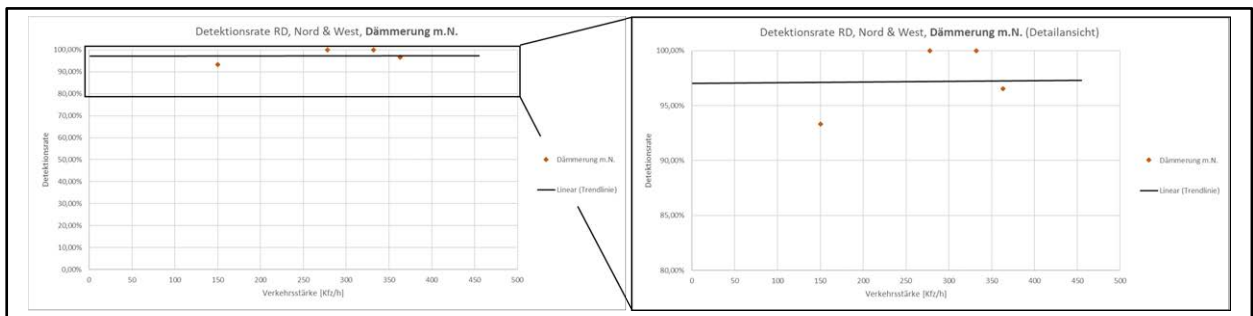 Detektionsrate RD, Nord & West, Dämmerung m.N.
100,00%
90,00%
80,00%
70,00%
60,00%
50,00%
40,00%
30,00%
20,00%
10,00%
0,00%
Detektionsrate
0 50 100 150 200 250 300 350 400 450 500
Verkehrsstärke [Kfz/h]
Dämmerung m.N.
Linear (Trendlinie)
Detektionsrate RD, Nord & West, Dämmerung m.N. (Detailansicht)
100,00%
95,00%
90,00%
85,00%
80,00%
Detektionsrate
0 50 100 150 200 250 300 350 400 450 500
Verkehrsstärke [Kfz/h]
Dämmerung m.N.
Linear (Trendlinie)